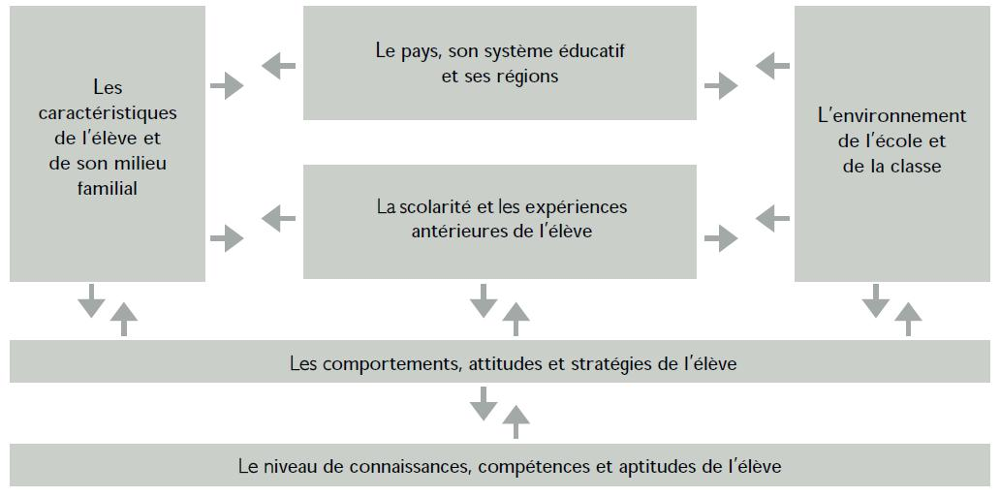 Les
caractéristiques
de l'élève et
de son milieu
familial
Le pays, son système éducatif
et ses régions
La scolarité et les expériences
antérieures de l'élève
L'environnement
de l'école et
de la classe
Les comportements, attitudes et stratégies de l'élève
Le niveau de connaissances, compétences et aptitudes de l'élève